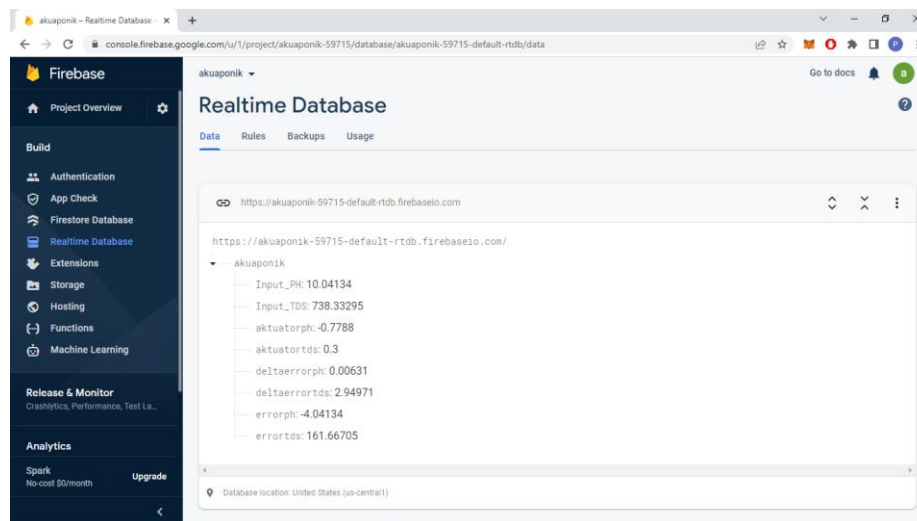 akuaponik – Realtime Database -
console.firebase.google.com/u/1/project/akuaponik-59715/database/akuaponik-59715-default-rtdb/data
Firebase
akuaponik
Go to docs
a
Project Overview
Realtime Database
Data Rules Backups Usage
Build
Authentication
App Check
Firestore Database
Realtime Database
Extensions
Storage
Hosting
Functions
Machine Learning
Release & Monitor
Crashlytics, Performance, Test La...
Analytics
Spark
No-cost $0/month
Upgrade
https://akuaponik-59715-default-rtdb.firebaseio.com
https://akuaponik-59715-default-rtdb.firebaseio.com/
akuaponik
Input_PH: 10.04134
Input_TDS: 738.33295
aktuatorph: -0.7788
aktuatortds: 0.3
deltaerrorph: 0.00631
deltaerrortds: 2.94971
errorph: -4.04134
errortds: 161.66705
Database location: United States (us-central1)